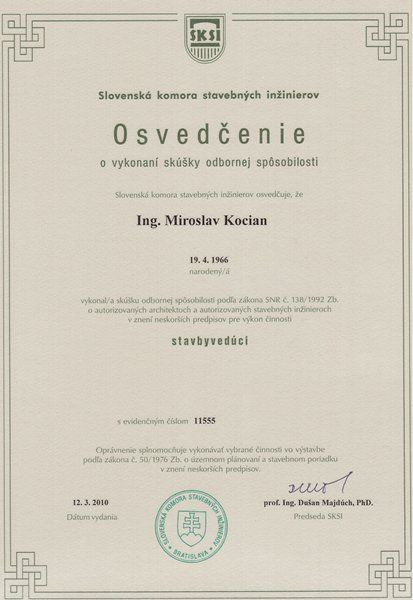 SKSI
Slovenská komora stavebných inžinierov
Osvedčenie
o vykonaní skúšky odbornej spôsobilosti
Slovenská komora stavebných inžinierov osvedčuje, že
Ing. Miroslav Kocian
19. 4. 1966
narodený/á
vykonal/a skúšku odbornej spôsobilosti podľa zákona SNR č. 138/1992 Zb.
o autorizovaných architektoch a autorizovaných stavebných inžinieroch
v znení neskorších predpisov pre výkon činnosti
stavbyvedúci
s evidenčným číslom 11555
Oprávnenie splnomocňuje vykonávať vybrané činnosti vo výstavbe
podľa zákona č. 50/1976 Zb. o územnom plánovaní a stavebnom poriadku
v znení neskorších predpisov.
12. 3. 2010
Dátum vydania
SLOVENSKÁ KOMORA STAVEBNÝCH INŽINIEROV
BRATISLAVA
prof. Ing. Dušan Majdúch, PhD.
Predseda SKSI